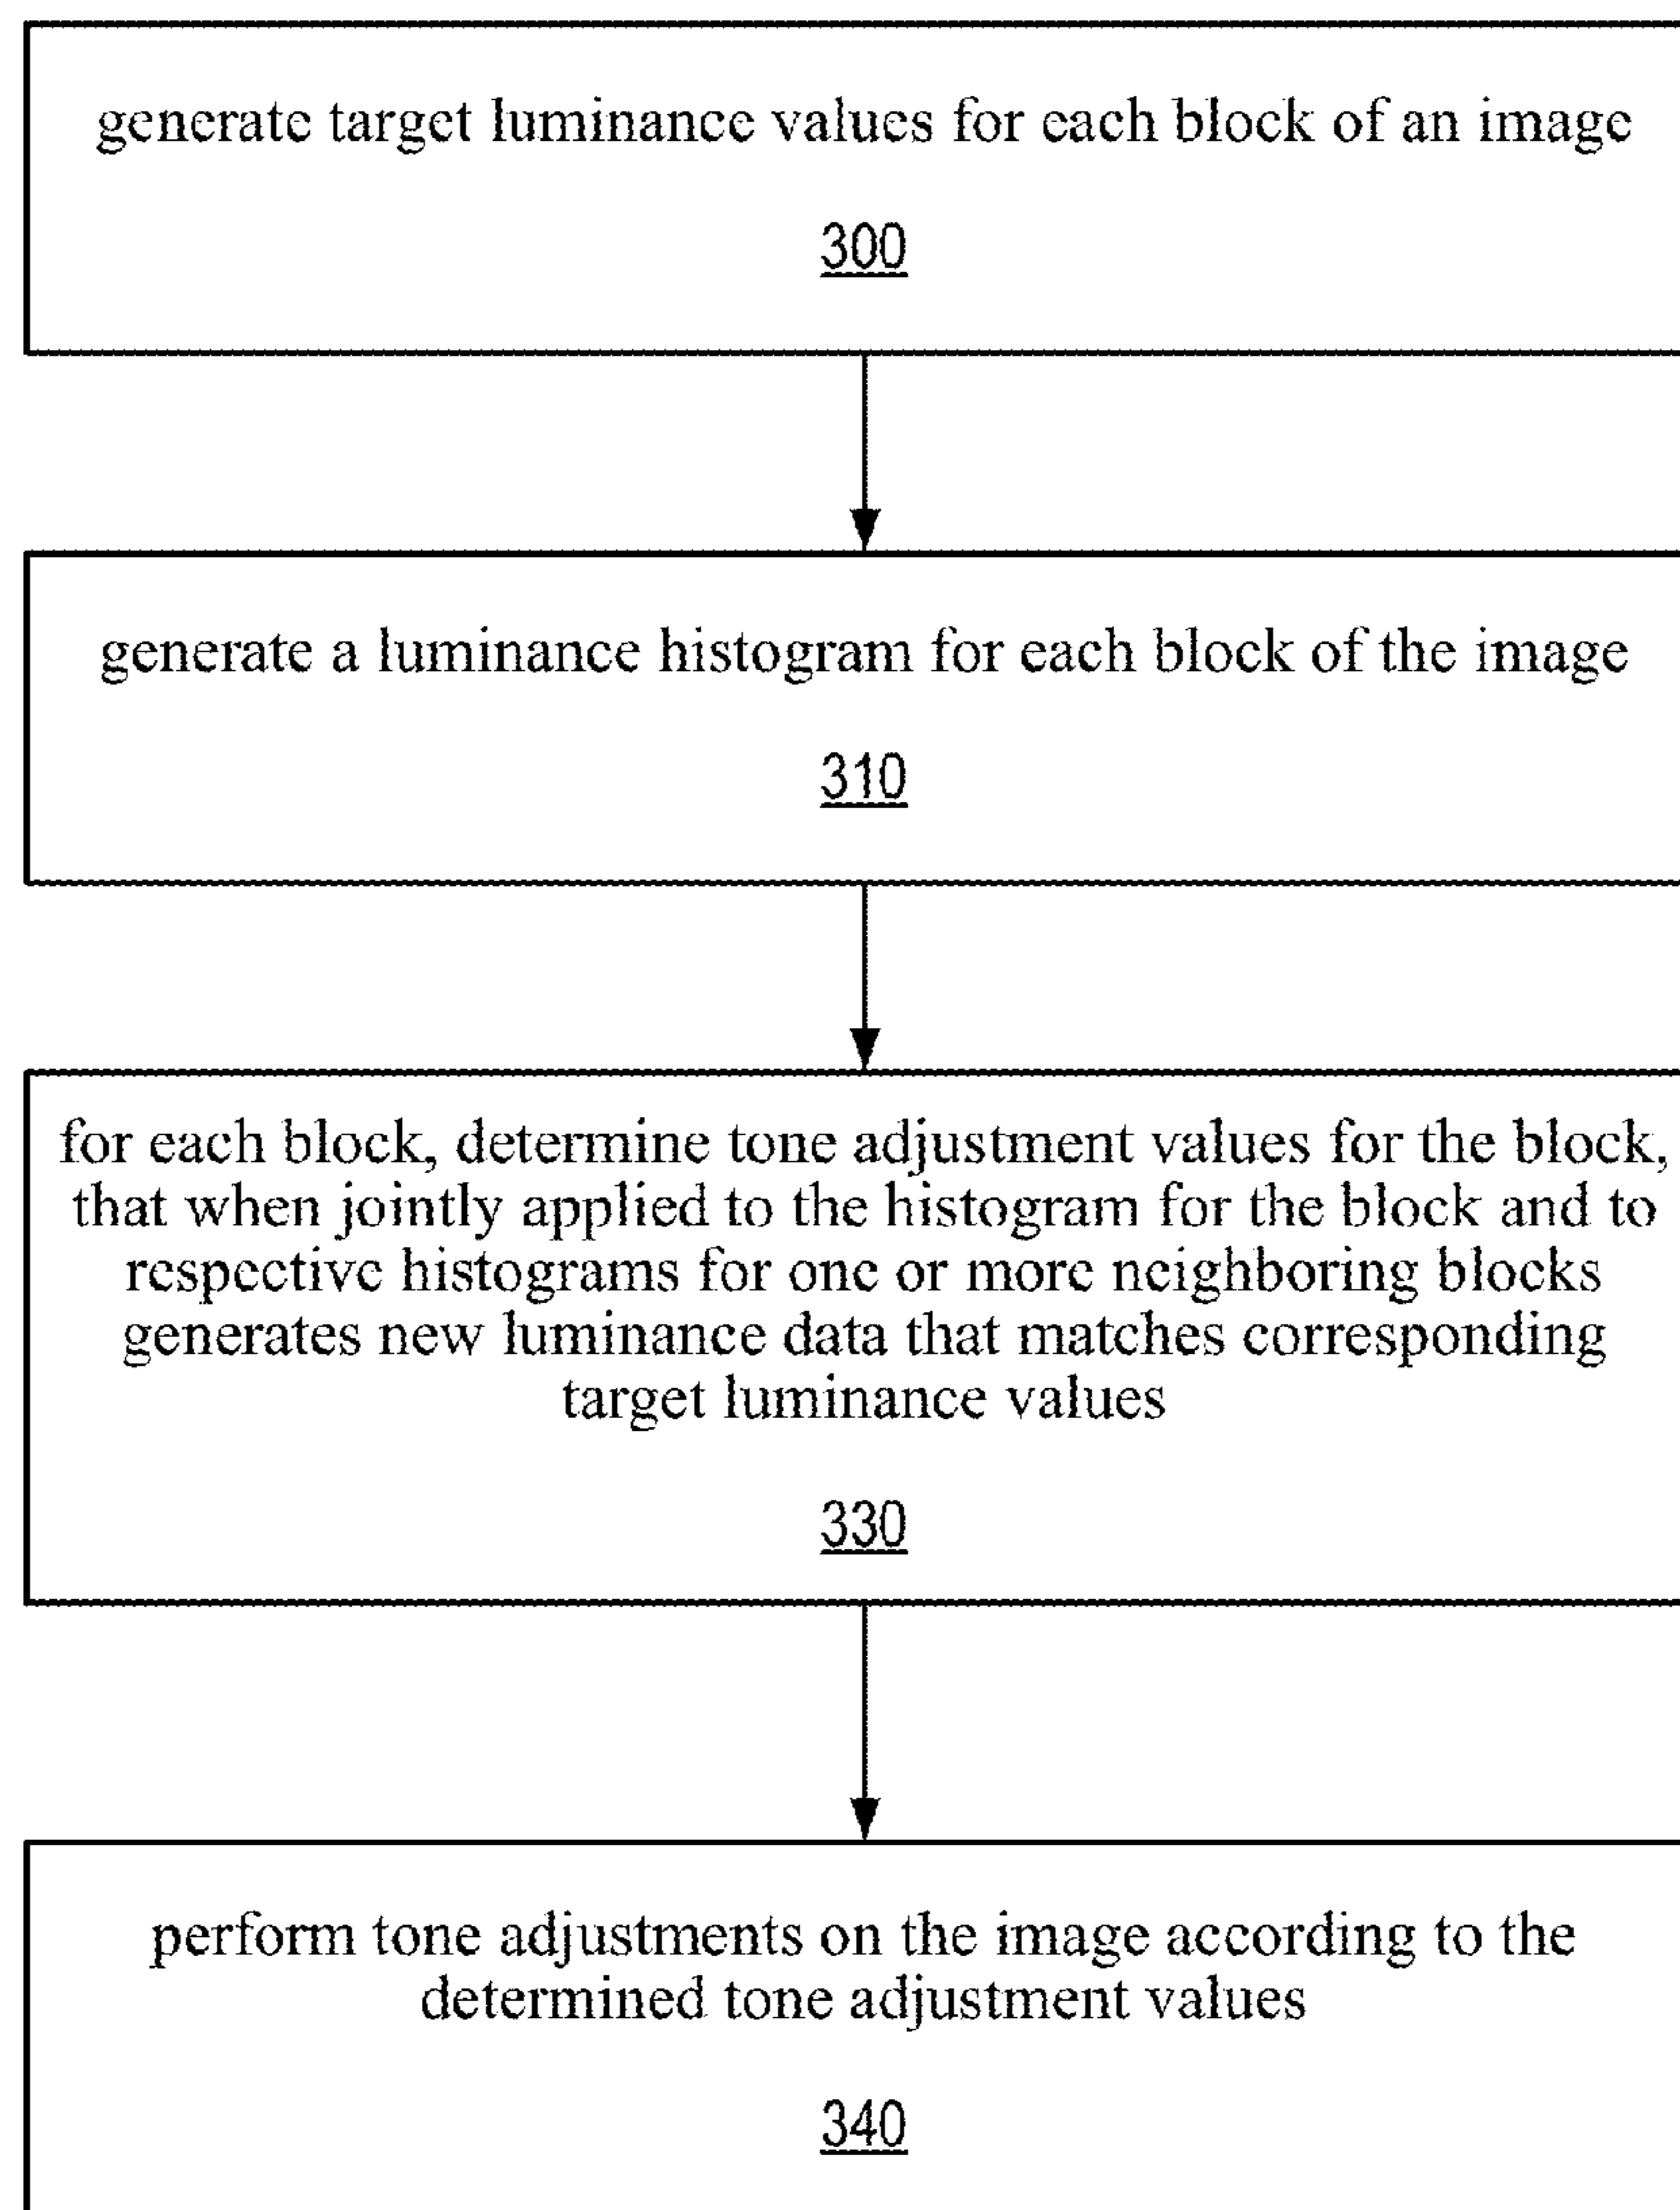 generate target luminance values for each block of an image
300
generate a luminance histogram for each block of the image
310
for each block, determine tone adjustment values for the block,
that when jointly applied to the histogram for the block and to
respective histograms for one or more neighboring blocks
generates new luminance data that matches corresponding
target luminance values
330
perform tone adjustments on the image according to the
determined tone adjustment values
340